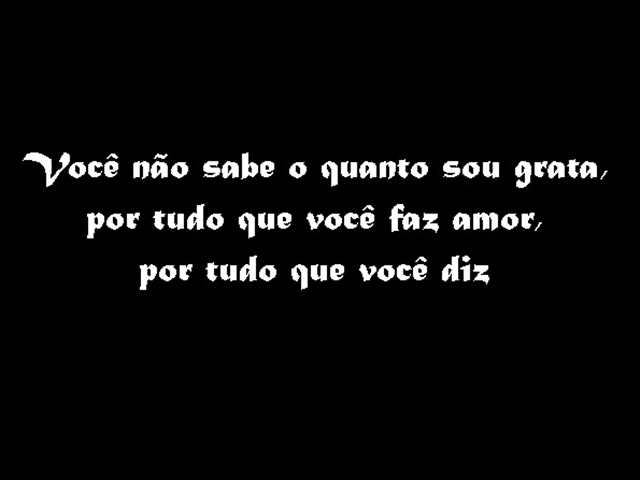 Você não sabe o quanto sou grata,
por tudo que você faz amor,
por tudo que você diz